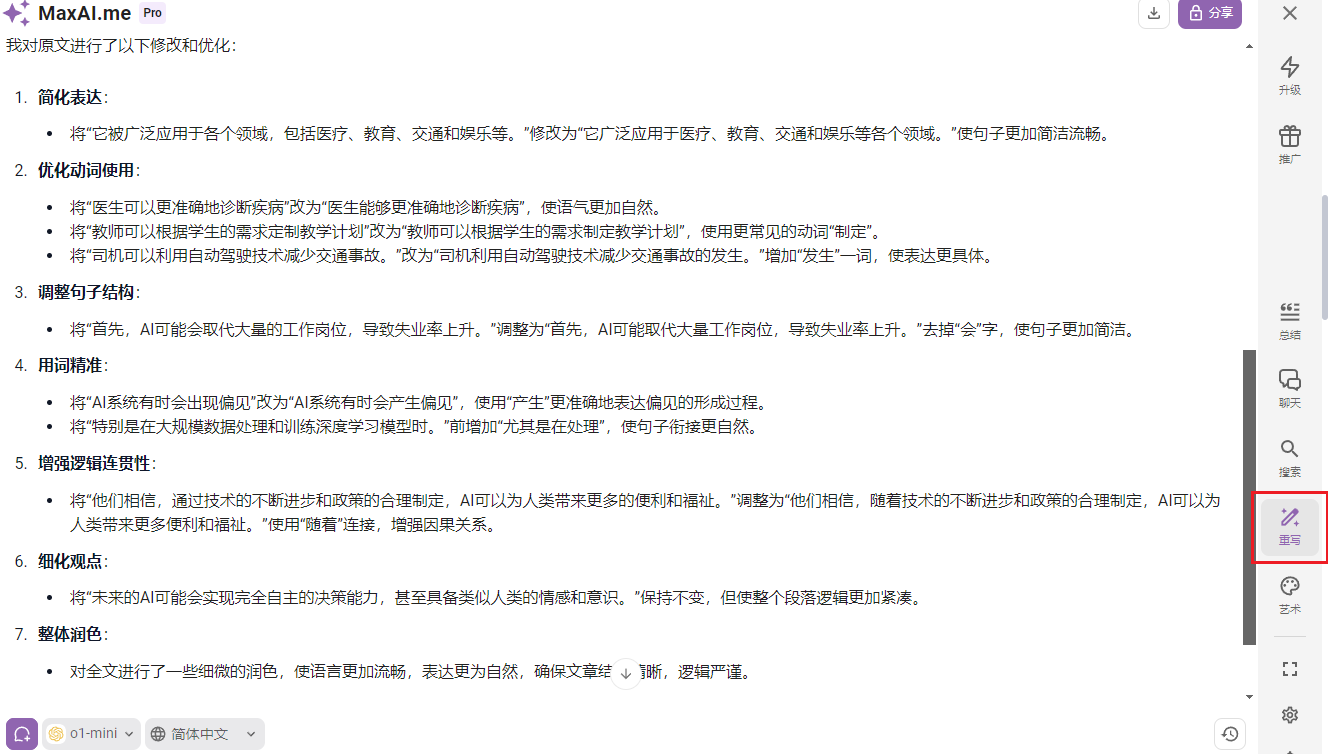 MaxAI.me Pro
分享
我对原文进行了以下修改和优化：
1. 简化表达：
• 将“它被广泛应用于各个领域，包括医疗、教育、交通和娱乐等。”修改为“它广泛应用于医疗、教育、交通和娱乐等各个领域。”使句子更加简洁流畅。
2. 优化动词使用：
• 将“医生可以更准确地诊断疾病”改为“医生能够更准确地诊断疾病”，使语气更加自然。
• 将“教师可以根据学生的需求定制教学计划”改为“教师可以根据学生的需求制定教学计划”，使用更常见的动词“制定”。
• 将“司机可以利用自动驾驶技术减少交通事故。”改为“司机利用自动驾驶技术减少交通事故的发生。”增加“发生”一词，使表达更具体。
3. 调整句子结构：
• 将“首先，AI可能会取代大量的工作岗位，导致失业率上升。”调整为“首先，AI可能取代大量工作岗位，导致失业率上升。”去掉“会”字，使句子更加简洁。
4. 用词精准：
• 将“AI系统有时会出现偏见”改为“AI系统有时会产生偏见”，使用“产生”更准确地表达偏见的形成过程。
• 将“特别是在大规模数据处理和训练深度学习模型时。”前增加“尤其是在处理”，使句子衔接更自然。
5. 增强逻辑连贯性：
• 将“他们相信，通过技术的不断进步和政策的合理制定，AI可以为人类带来更多的便利和福祉。”调整为“他们相信，随着技术的不断进步和政策的合理制定，AI可以为
人类带来更多便利和福祉。”使用“随着”连接，增强因果关系。
6. 细化观点：
• 将“未来的AI可能会实现完全自主的决策能力，甚至具备类似人类的情感和意识。”保持不变，但使整个段落逻辑更加紧凑。
7. 整体润色：
• 对全文进行了一些细微的润色，使语言更加流畅，表达更为自然，确保文章结 晰，逻辑严谨。
o1-mini
简体中文
升级
推广
总结
聊天
搜索
重写
艺术